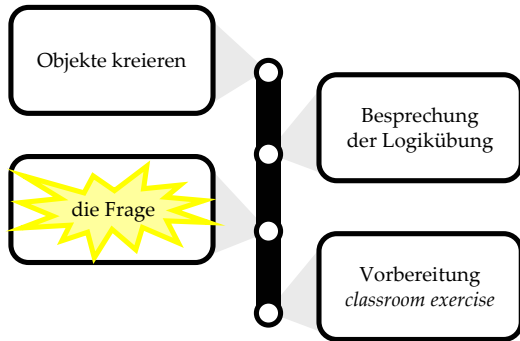 Objekte kreieren
Besprechung
der Logikübung
die Frage
Vorbereitung
classroom exercise